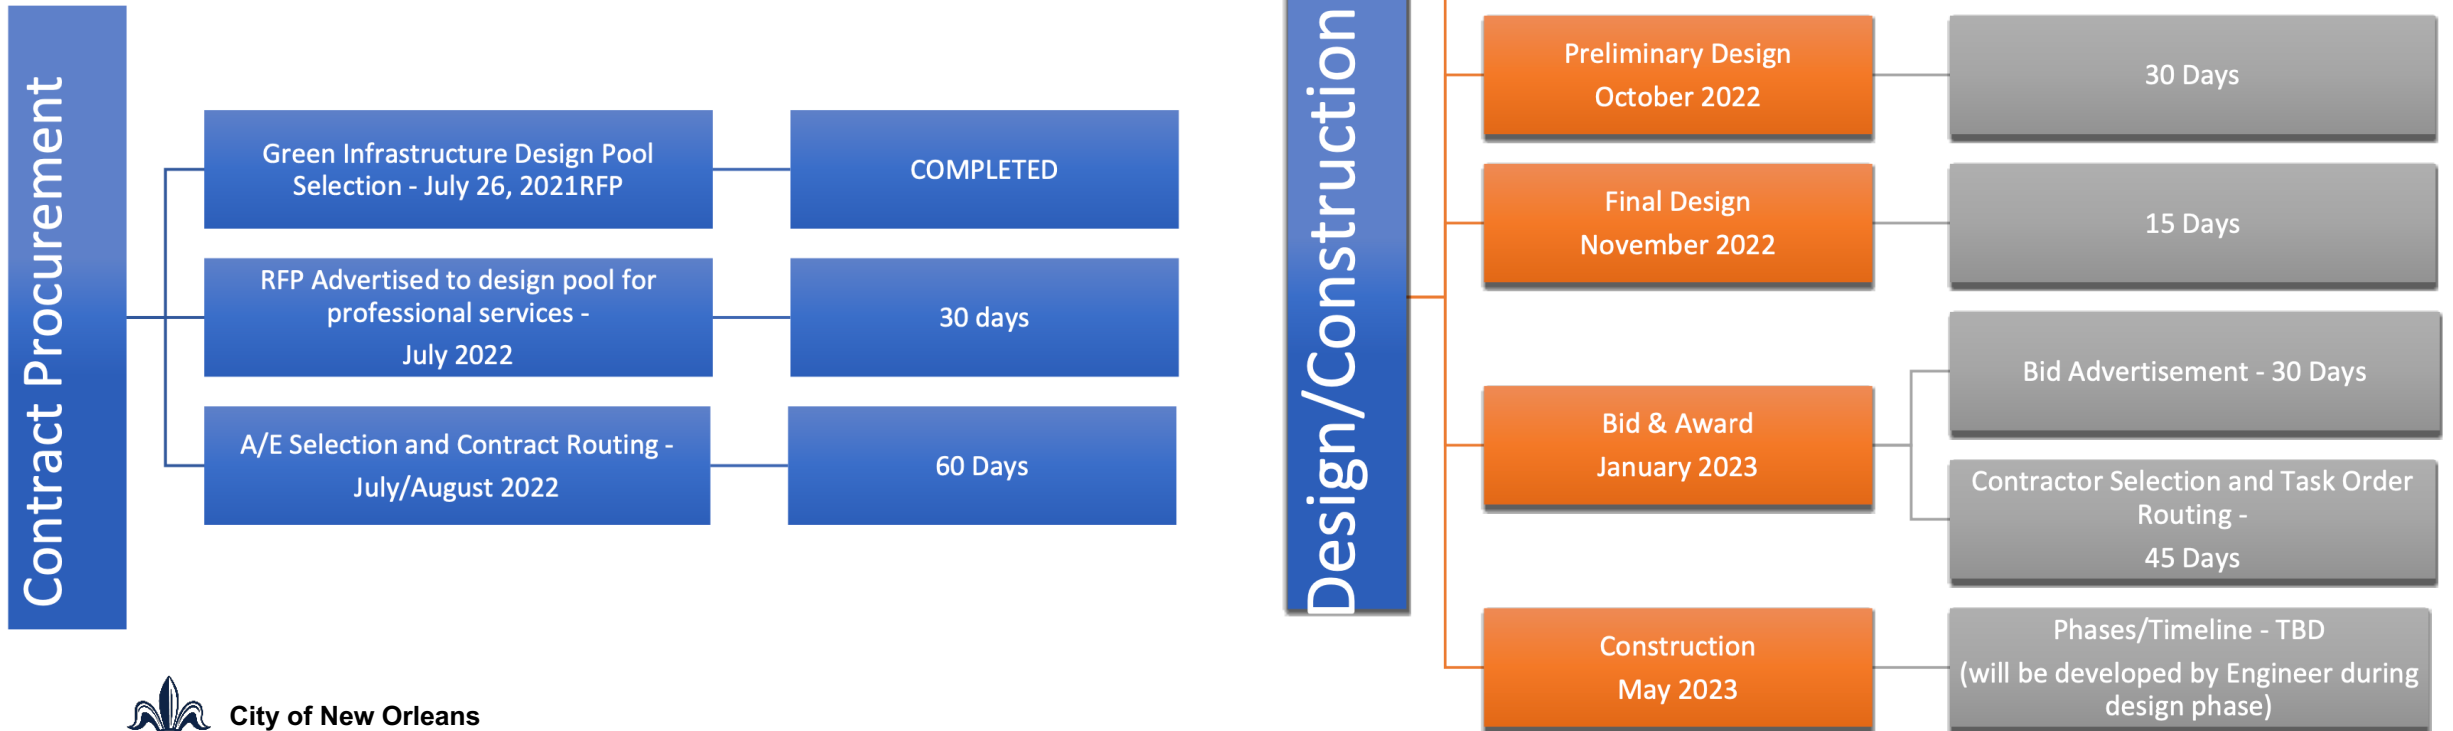 Contract Procurement
Green Infrastructure Design Pool
Selection - July 26, 2021RFP
COMPLETED
RFP Advertised to design pool for
professional services -
July 2022
30 days
A/E Selection and Contract Routing -
July/August 2022
60 Days
City of New Orleans
Design/Construction
Preliminary Design
October 2022
30 Days
Final Design
November 2022
15 Days
Bid & Award
January 2023
Bid Advertisement - 30 Days
Contractor Selection and Task Order
Routing -
45 Days
Construction
May 2023
Phases/Timeline - TBD
(will be developed by Engineer during
design phase)